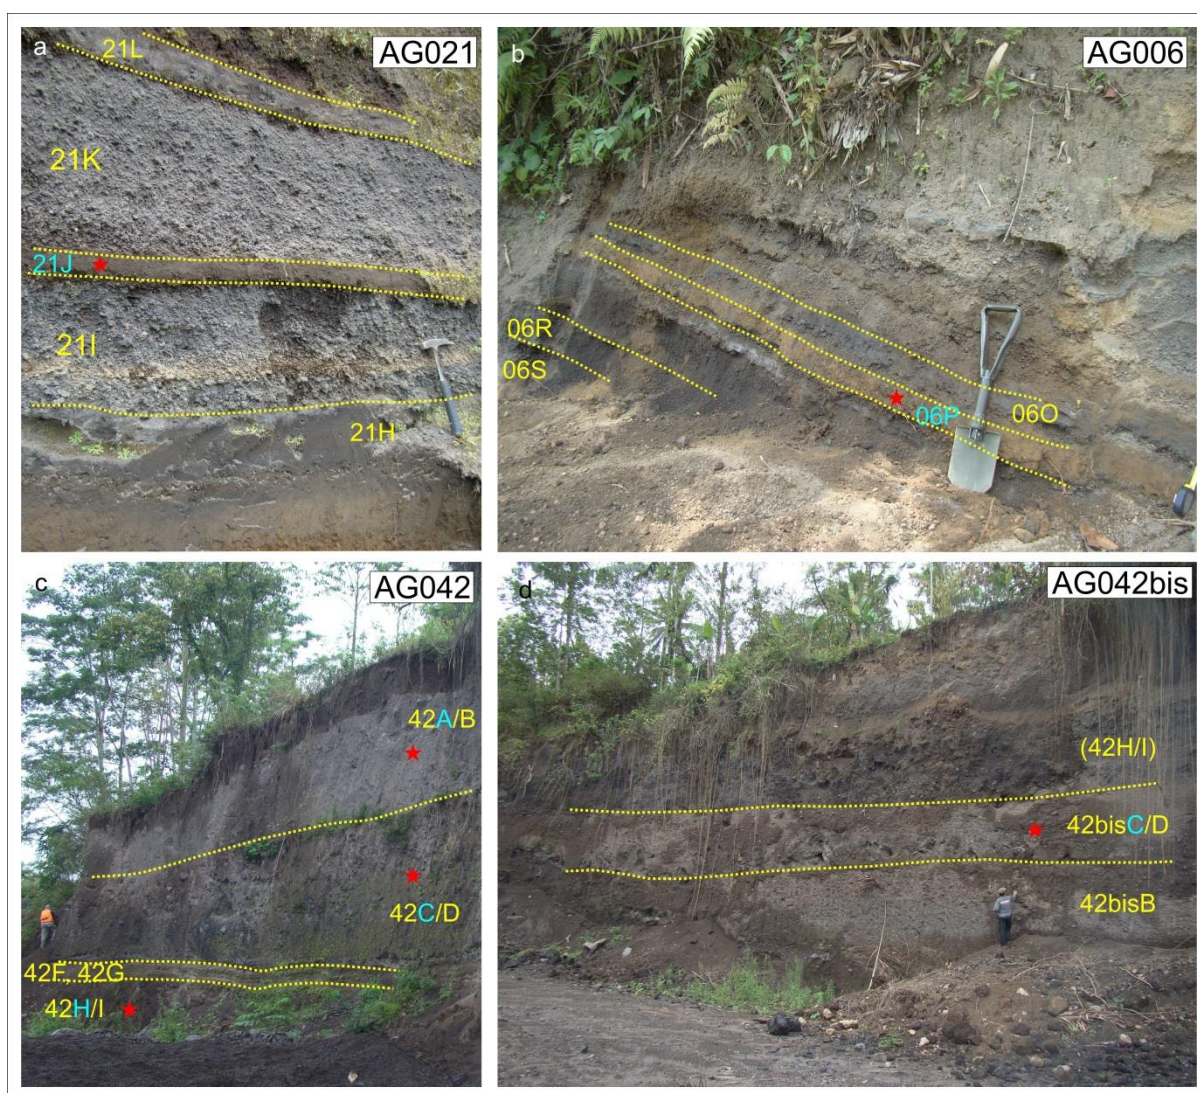 a
AG021
21L
21K
21J
21I
21H
b
AG006
06R
06S
06P
06O
c
AG042
42A/B
42C/D
42F, 42G
42H/I
d
AG042bis
(42H/I)
42bisC/D
42bisB